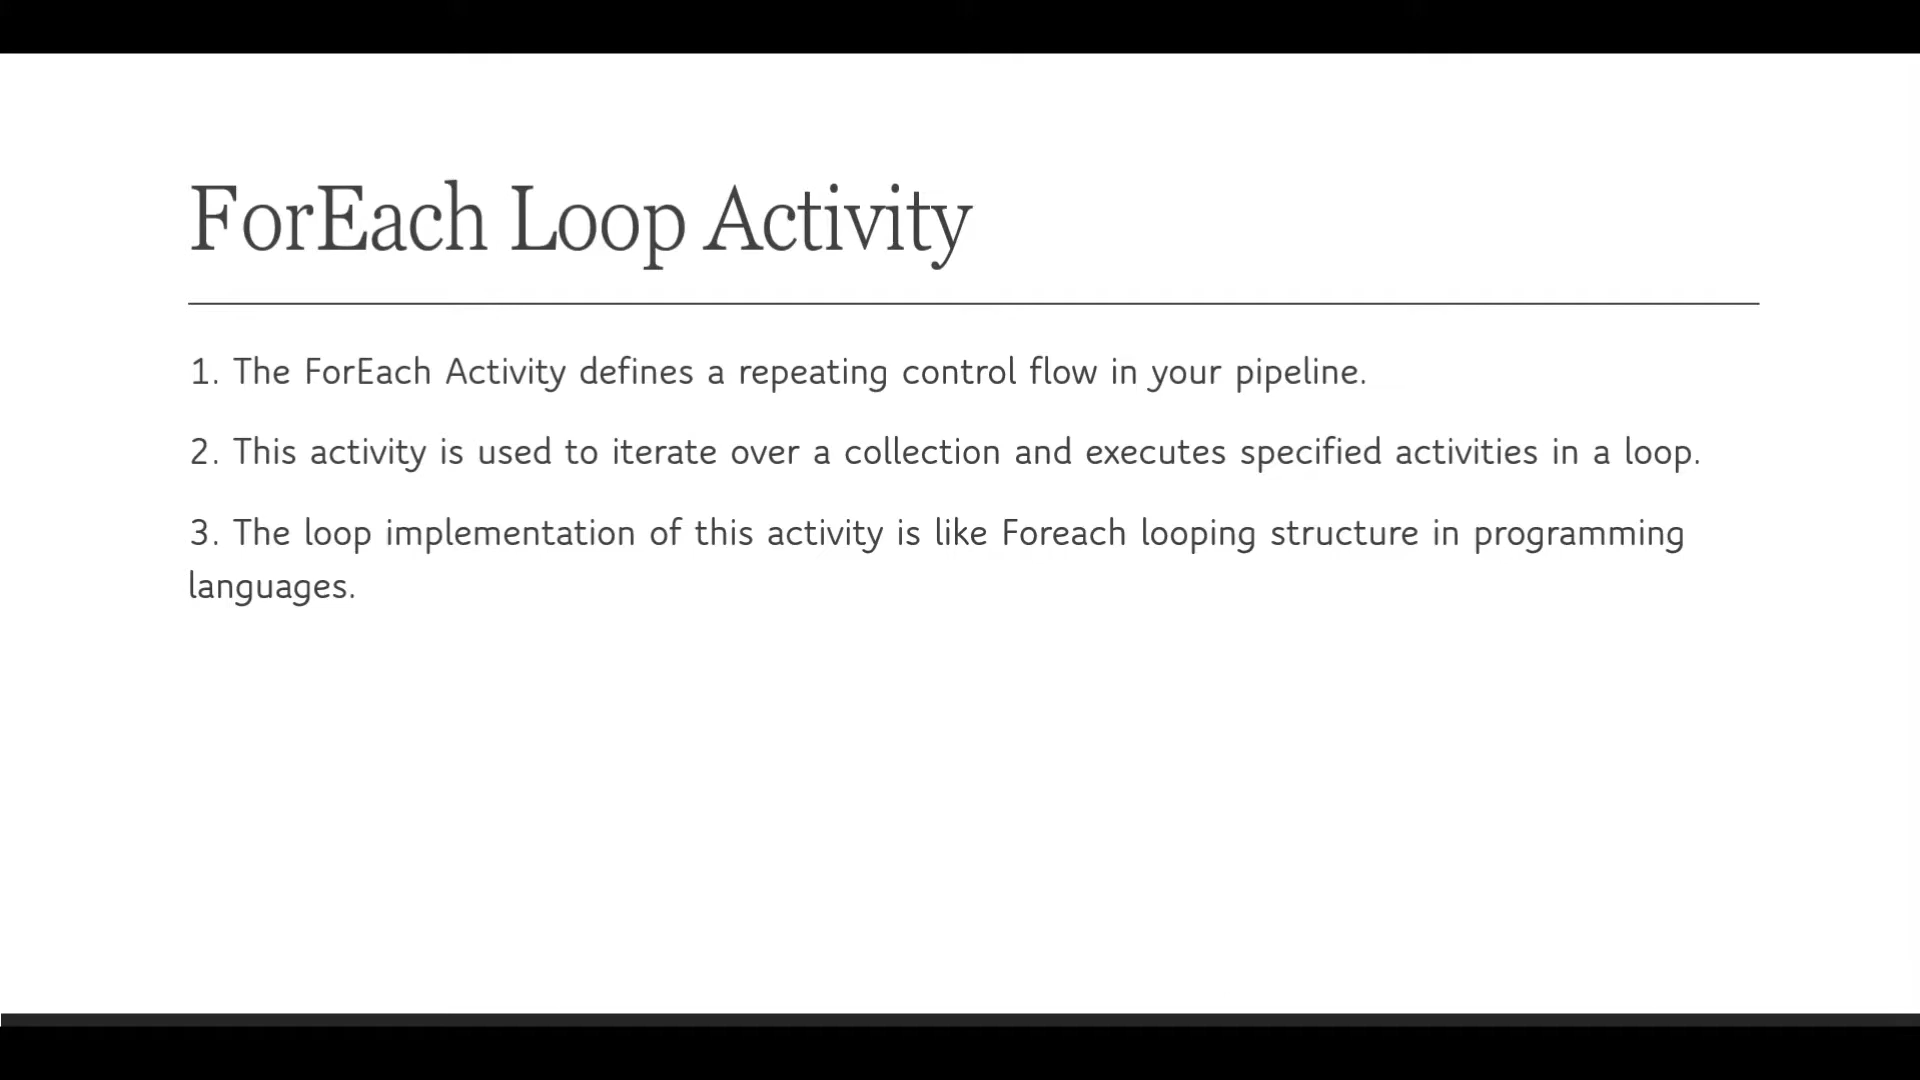 ForEach Loop Activity
1. The ForEach Activity defines a repeating control flow in your pipeline.
2. This activity is used to iterate over a collection and executes specified activities in a loop.
3. The loop implementation of this activity is like Foreach looping structure in programming
languages.